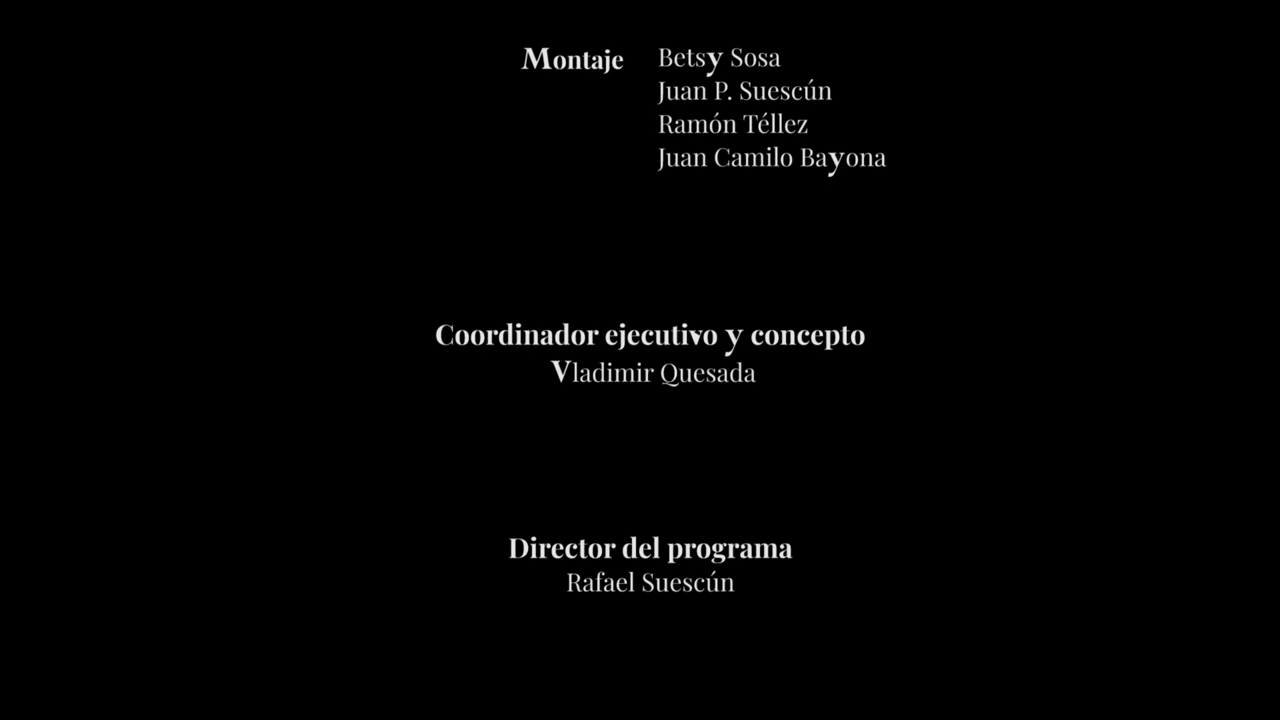 Montaje Betsy Sosa
Juan P. Suescún
Ramón Téllez
Juan Camilo Bayona
Coordinador ejecutivo y concepto
Vladimir Quesada
Director del programa
Rafael Suescún